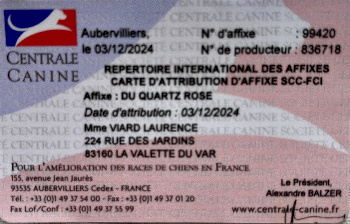 Aubervilliers, N° d'affixe : 99420
le 03/12/2024 N° de producteur : 836718
CENTRALE
CANINE
REPERTOIRE INTERNATIONAL DES AFFIXES
CARTE D'ATTRIBUTION D'AFFIXE SCC-FCI
Affixe : DU QUARTZ ROSE
Date d'attribution : 03/12/2024
Mme VIARD LAURENCE
224 RUE DES JARDINS
83160 LA VALETTE DU VAR
POUR L'AMÉLIORATION DES RACES DE CHIENS EN FRANCE
155, avenue Jean Jaurès
93535 AUBERVILLIERS Cedex - FRANCE
Tél. : +33 (0)1 49 37 54 00 - Fax : +33 (0)1 49 37 01 20
Fax Lof/Conf. : +33 (0)1 49 37 55 99
Le Président,
Alexandre BALZER
www.centrale-canine.fr